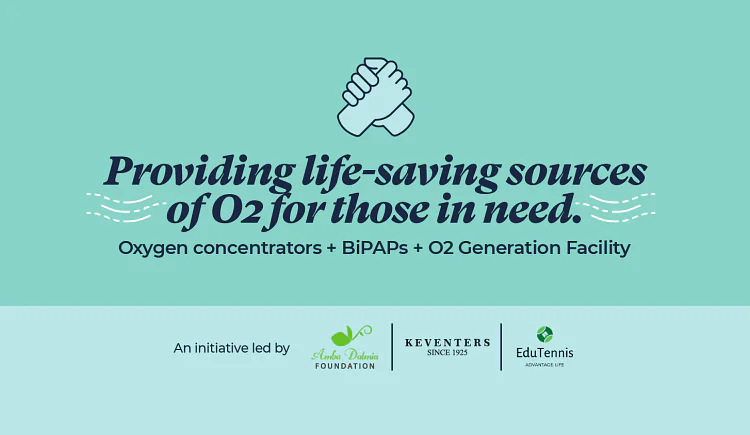 Providing life-saving sources
of O2 for those in need.
Oxygen concentrators + BiPAPs + O2 Generation Facility
An initiative led by
Amba Dalmia
FOUNDATION
KEVENTERS
SINCE 1925
EduTennis
ADVANTAGE LIFE